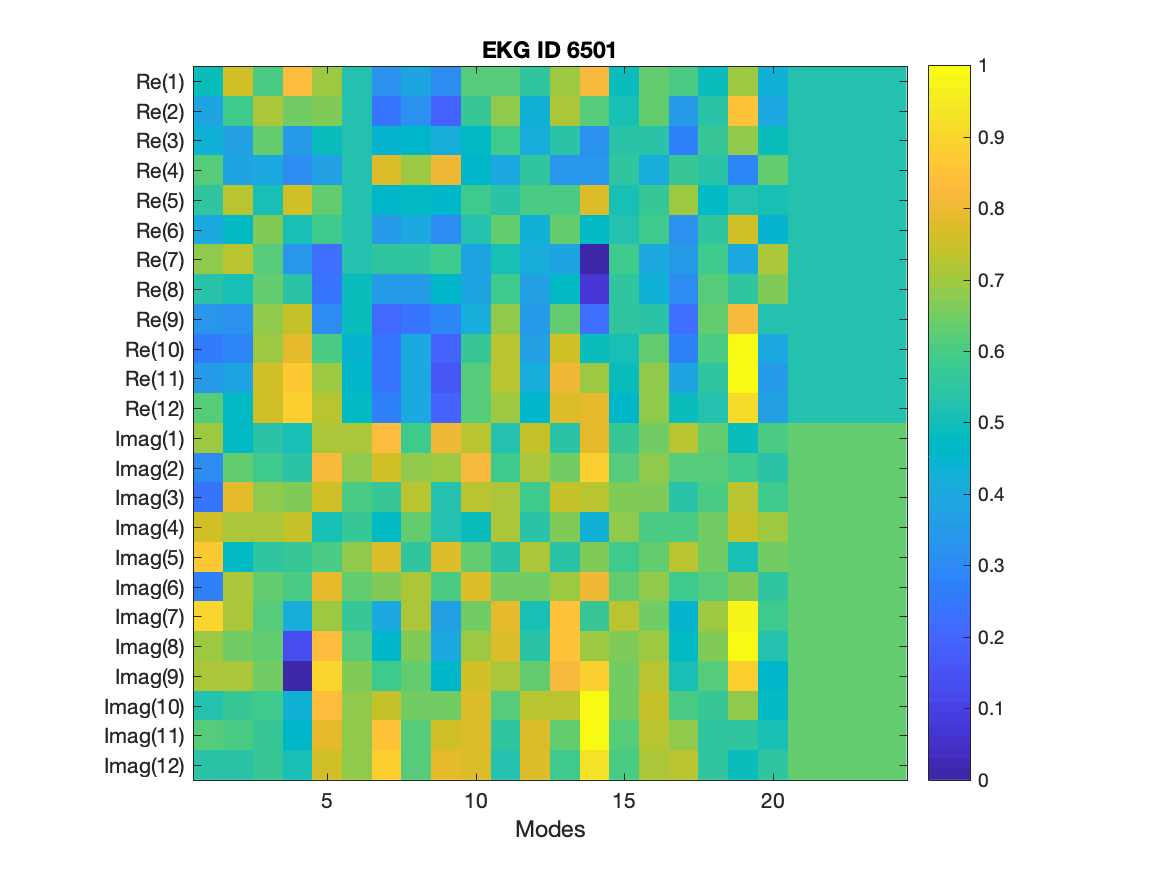 EKG ID 6501
Re(1)
Re(2)
Re(3)
Re(4)
Re(5)
Re(6)
Re(7)
Re(8)
Re(9)
Re(10)
Re(11)
Re(12)
Imag(1)
Imag(2)
Imag(3)
Imag(4)
Imag(5)
Imag(6)
Imag(7)
Imag(8)
Imag(9)
Imag(10)
Imag(11)
Imag(12)
5 10 15 20
Modes
1
0.9
0.8
0.7
0.6
0.5
0.4
0.3
0.2
0.1
0